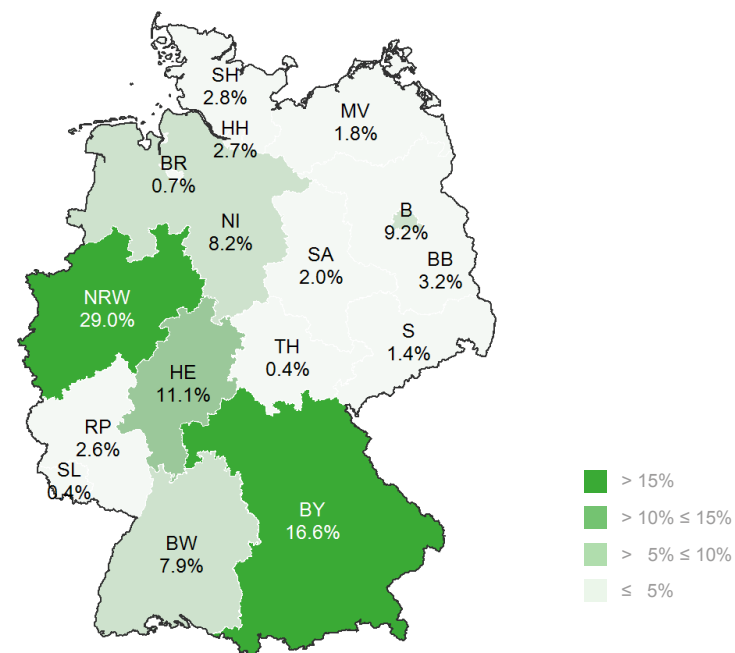 SH
2.8%
HH
2.7%
MV
1.8%
BR
0.7%
NI
8.2%
B
9.2%
BB
3.2%
SA
2.0%
NRW
29.0%
HE
11.1%
TH
0.4%
S
1.4%
RP
2.6%
SL
0.4%
BW
7.9%
BY
16.6%
> 15%
> 10% ≤ 15%
> 5% ≤ 10%
≤ 5%